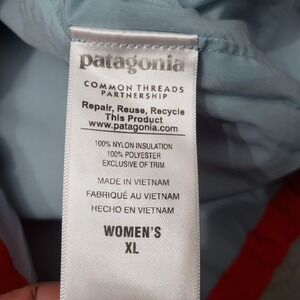 patagonia
COMMON THREADS
PARTNERSHIP
Repair, Reuse, Recycle
This Product
www.patagonia.com
100% NYLON INSULATION
100% POLYESTER
EXCLUSIVE OF TRIM
MADE IN VIETNAM
FABRIQUÉ AU VIETNAM
HECHO EN VIETNAM
WOMEN'S
XL